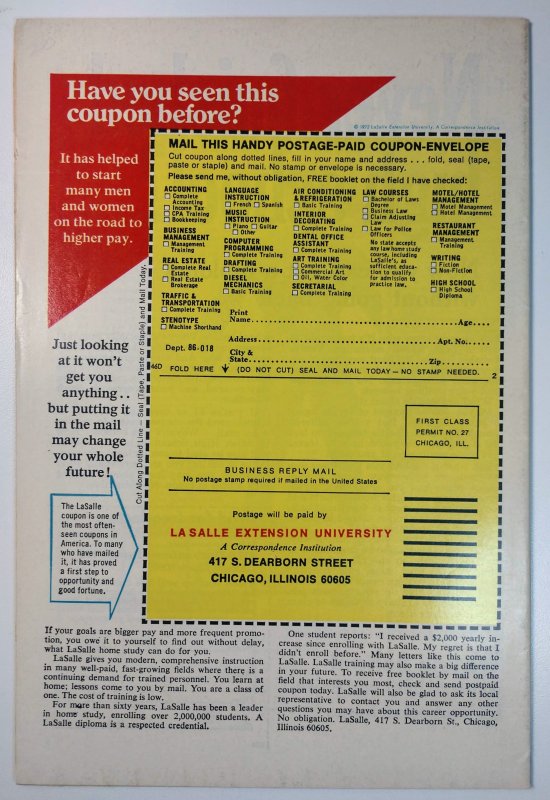 Have you seen this
coupon before?
© 1972 LaSalle Extension University, A Correspondence Institution
It has helped
to start
many men
and women
on the road to
higher pay.
Just looking
at it won't
get you
anything . .
but putting it
in the mail
may change
your whole
future!
The LaSalle
coupon is one of
the most often-
seen coupons in
America. To many
who have mailed
it, it has proved
a first step to
opportunity and
good fortune.
Cut Along Dotted Line — Seal (Tape, Paste or Staple) and Mail Today.
MAIL THIS HANDY POSTAGE-PAID COUPON-ENVELOPE
Cut coupon along dotted lines, fill in your name and address . . . fold, seal (tape,
paste or staple) and mail. No stamp or envelope is necessary.
Please send me, without obligation, FREE booklet on the field I have checked:
ACCOUNTING
Complete
Accounting
Income Tax
CPA Training
Bookkeeping
BUSINESS
MANAGEMENT
Management
Training
REAL ESTATE
Complete Real
Estate
Real Estate
Brokerage
TRAFFIC &
TRANSPORTATION
Complete Training
STENOTYPE
Machine Shorthand
LANGUAGE
INSTRUCTION
French Spanish
MUSIC
INSTRUCTION
Piano Guitar
Other
COMPUTER
PROGRAMMING
Complete Training
DRAFTING
Complete Training
DIESEL
MECHANICS
Basic Training
AIR CONDITIONING
& REFRIGERATION
Basic Training
INTERIOR
DECORATING
Complete Training
DENTAL OFFICE
ASSISTANT
Complete Training
ART TRAINING
Complete Training
Commercial Art
Oil, Water Color
SECRETARIAL
Complete Training
LAW COURSES
Bachelor of Laws
Degree
Business Law
Claim Adjusting
Law
Law for Police
Officers
No state accepts
any law home study
course, including
LaSalle's, as
sufficient educa-
tion to qualify
for admission to
practice law.
MOTEL/HOTEL
MANAGEMENT
Motel Management
Hotel Management
RESTAURANT
MANAGEMENT
Management
Training
WRITING
Fiction
Non-Fiction
HIGH SCHOOL
High School
Diploma
Print
Name Age
Dept. 86-018
Address Apt. No.
City &
State Zip
46D FOLD HERE (DO NOT CUT) SEAL AND MAIL TODAY — NO STAMP NEEDED. 2
FIRST CLASS
PERMIT NO. 27
CHICAGO, ILL.
BUSINESS REPLY MAIL
No postage stamp required if mailed in the United States
Postage will be paid by
LA SALLE EXTENSION UNIVERSITY
A Correspondence Institution
417 S. DEARBORN STREET
CHICAGO, ILLINOIS 60605
If your goals are bigger pay and more frequent promo-
tion, you owe it to yourself to find out without delay,
what LaSalle home study can do for you.
LaSalle gives you modern, comprehensive instruction
in many well-paid, fast-growing fields where there is a
continuing demand for trained personnel. You learn at
home; lessons come to you by mail. You are a class of
one. The cost of training is low.
For more than sixty years, LaSalle has been a leader
in home study, enrolling over 2,000,000 students. A
LaSalle diploma is a respected credential.
One student reports: "I received a $2,000 yearly in-
crease since enrolling with LaSalle. My regret is that I
didn't enroll before." Many letters like this come to
LaSalle. LaSalle training may also make a big difference
in your future. To receive free booklet by mail on the
field that interests you most, check and send postpaid
coupon today. LaSalle will also be glad to ask its local
representative to contact you and answer any other
questions you may have about this career opportunity.
No obligation. LaSalle, 417 S. Dearborn St., Chicago,
Illinois 60605.